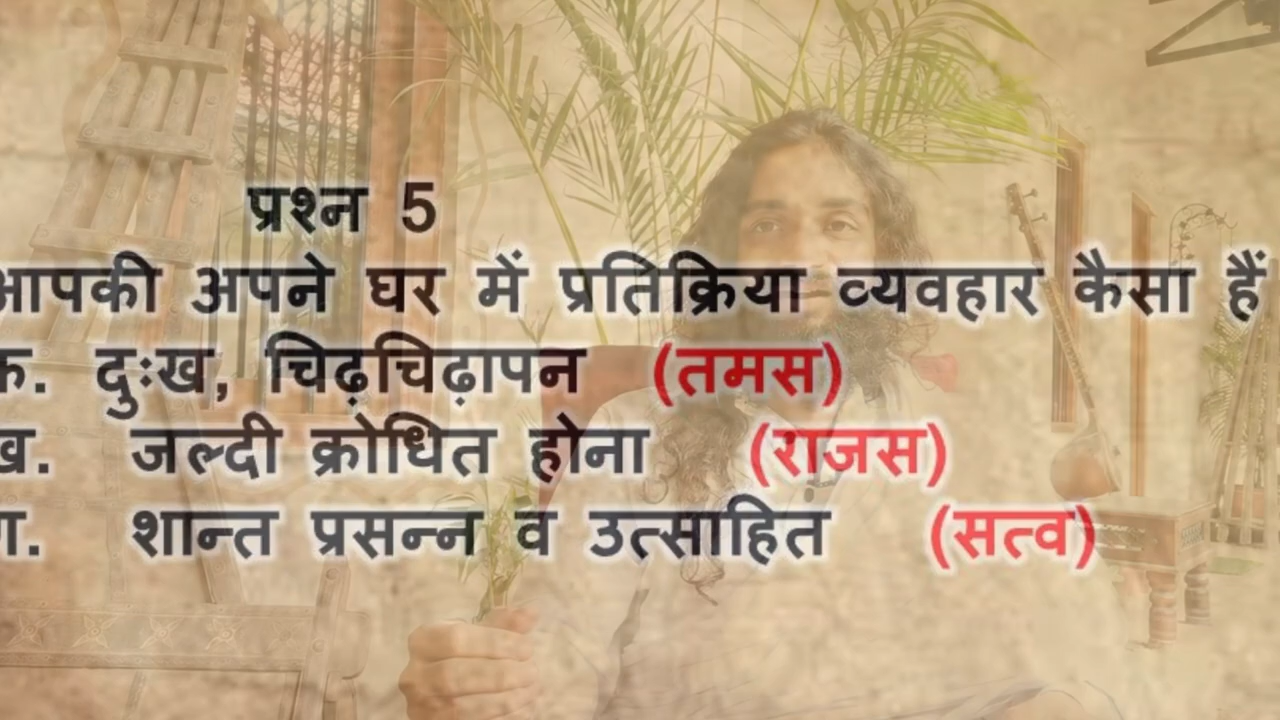 प्रश्न 5
आपकी अपने घर में प्रतिक्रिया व्यवहार कैसा हैं
क. दुःख, चिढ़चिढ़ापन (तमस)
ख. जल्दी क्रोधित होना (राजस)
ग. शान्त प्रसन्न व उत्साहित (सत्व)